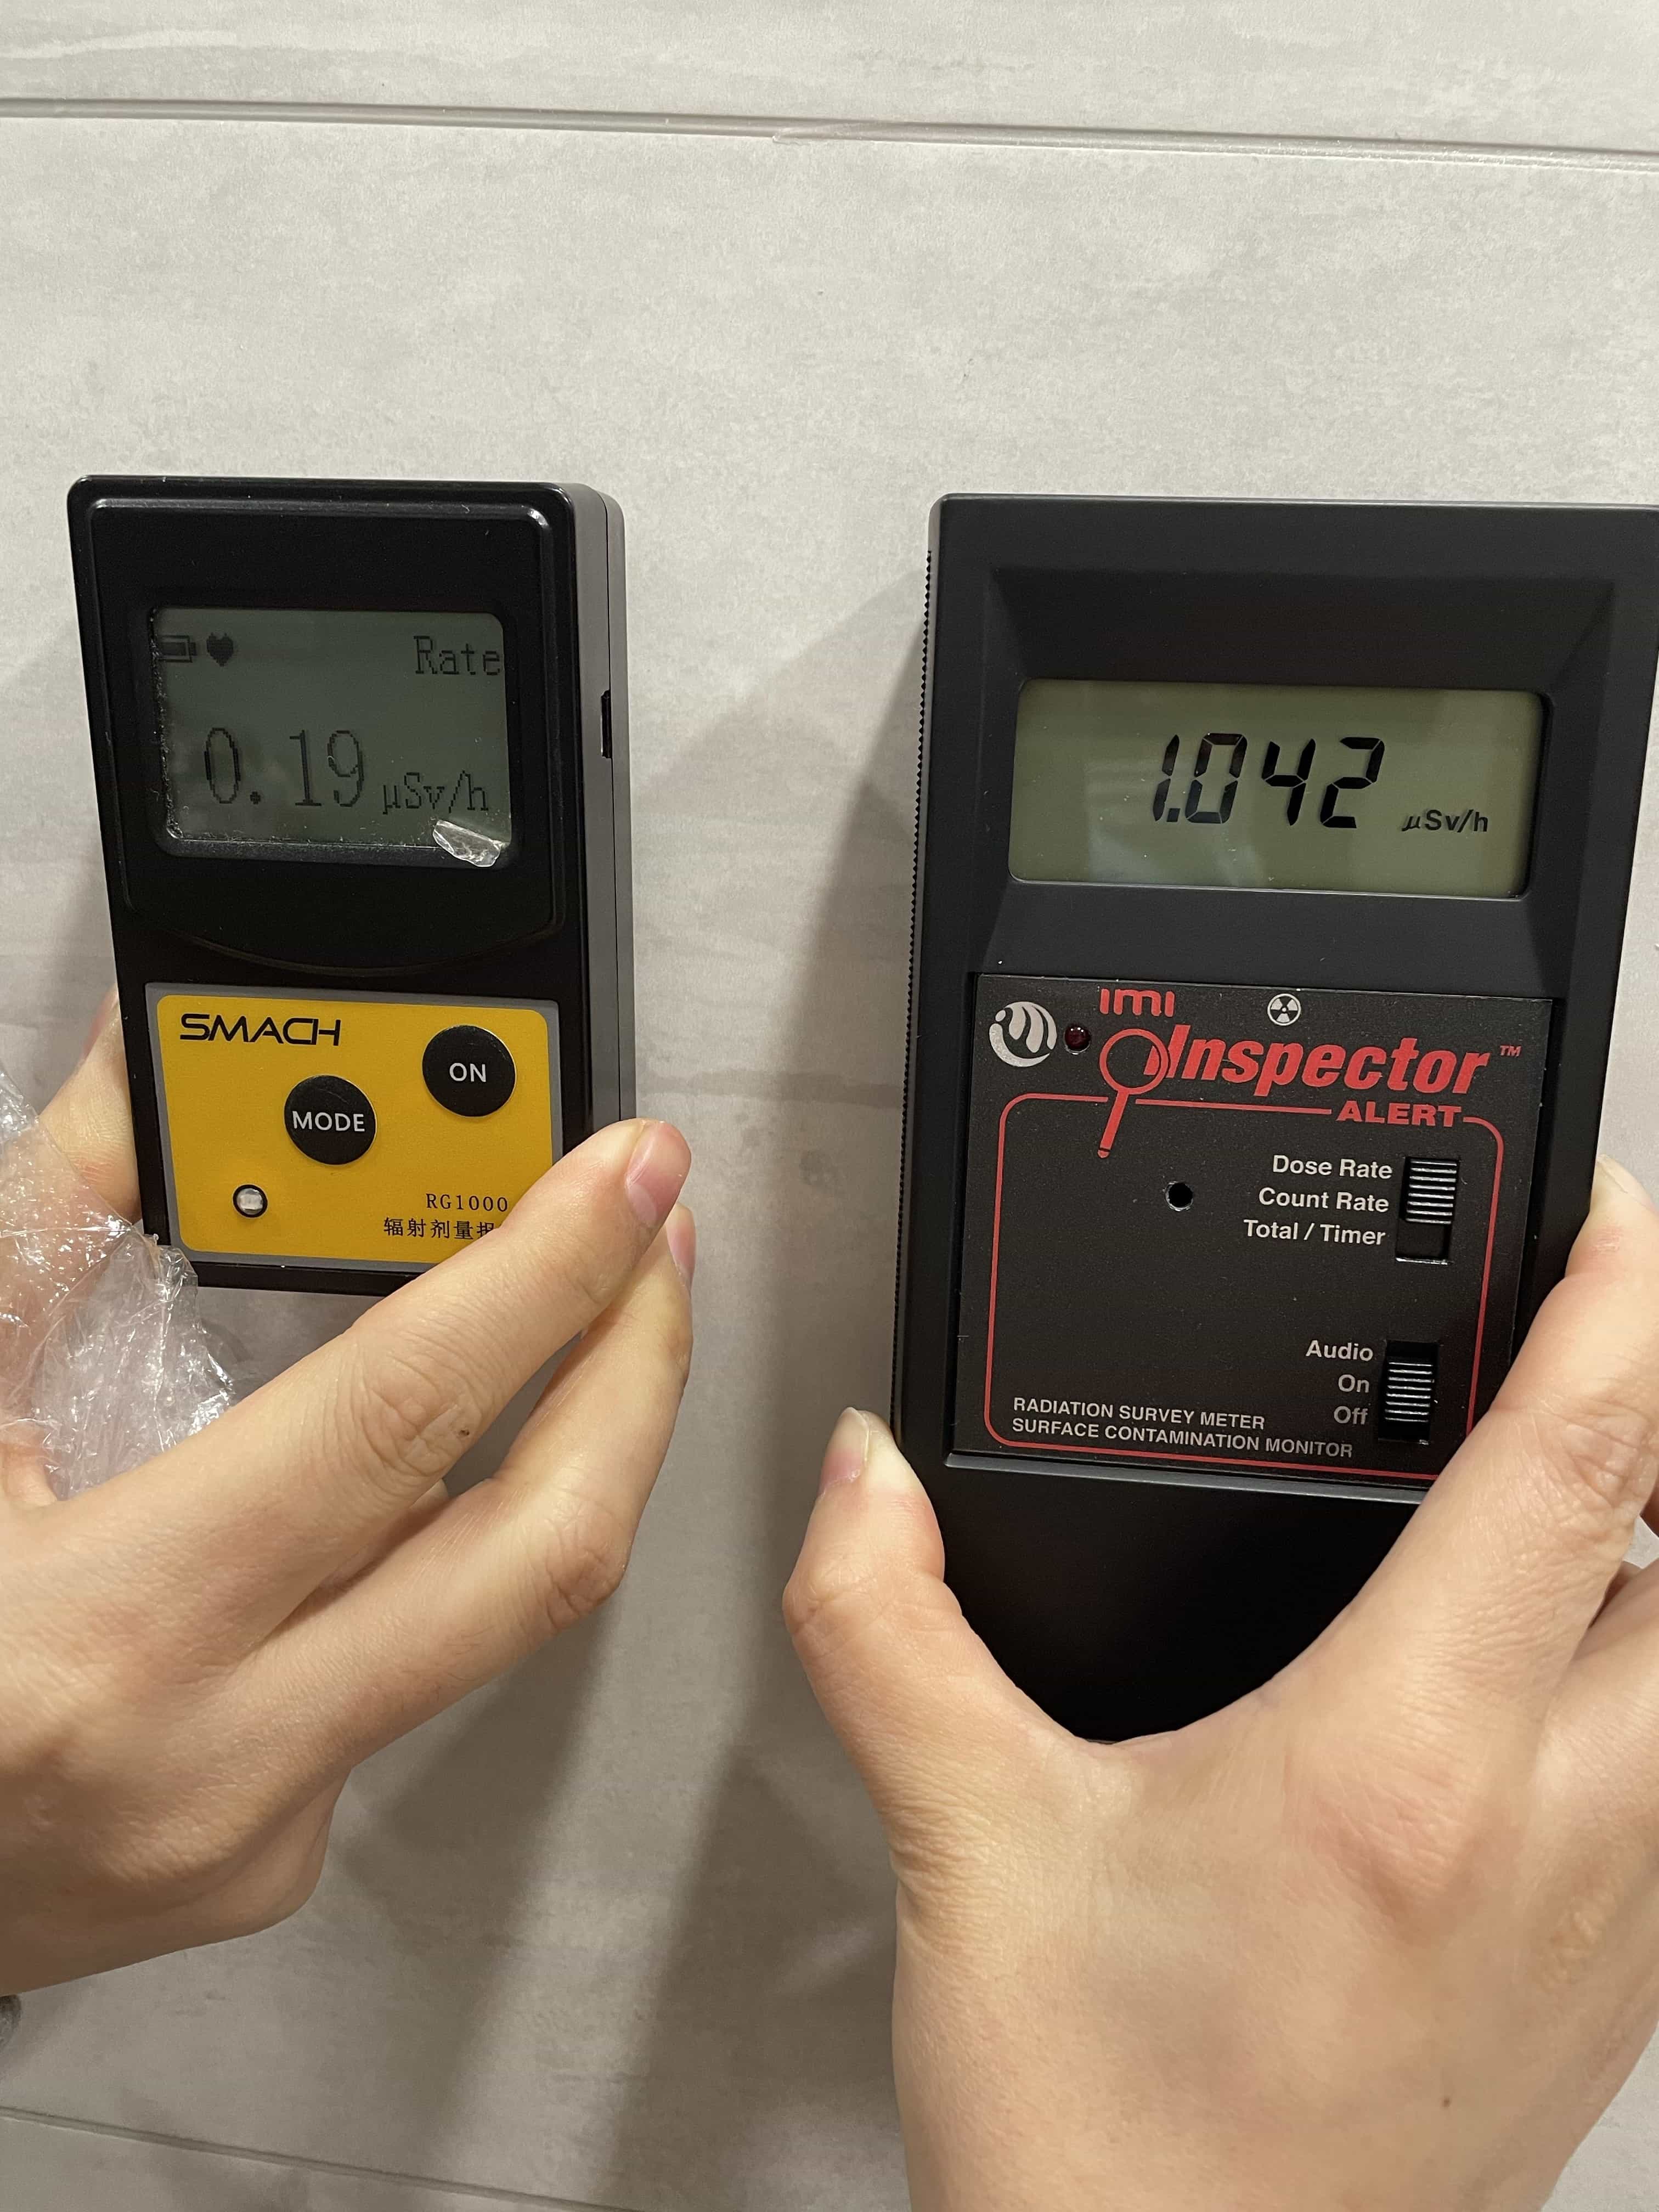 Rate
0.19 μSv/h
SMACH
ON
MODE
RG1000
辐射剂量报
1.042 μSv/h
imi
Inspector™
ALERT
Dose Rate
Count Rate
Total / Timer
Audio
On
Off
RADIATION SURVEY METER
SURFACE CONTAMINATION MONITOR